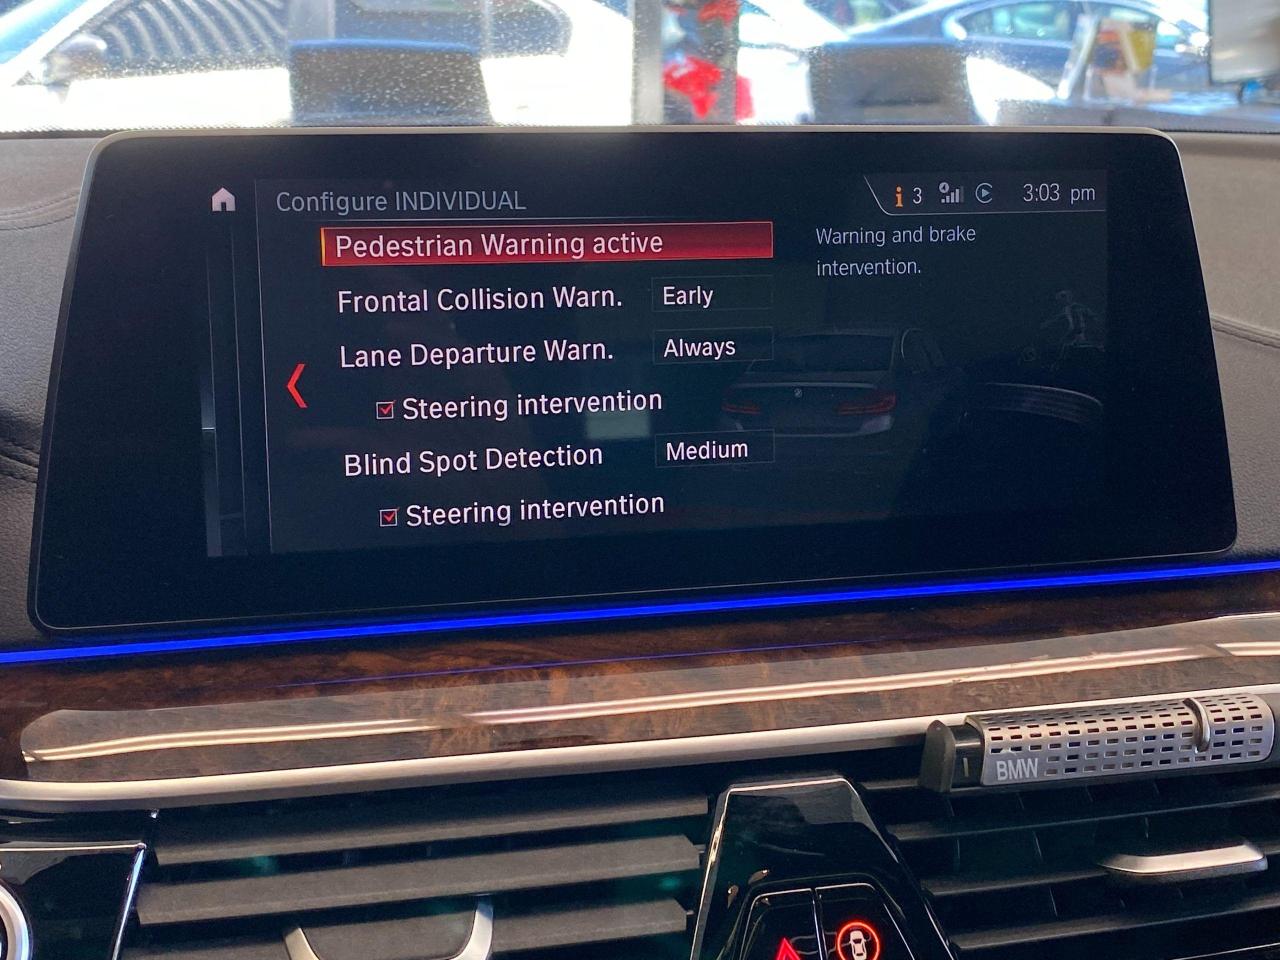 Configure INDIVIDUAL
3
3:03 pm
Pedestrian Warning active
Warning and brake
intervention.
Frontal Collision Warn. Early
Lane Departure Warn. Always
Steering intervention
Blind Spot Detection Medium
Steering intervention
BMW